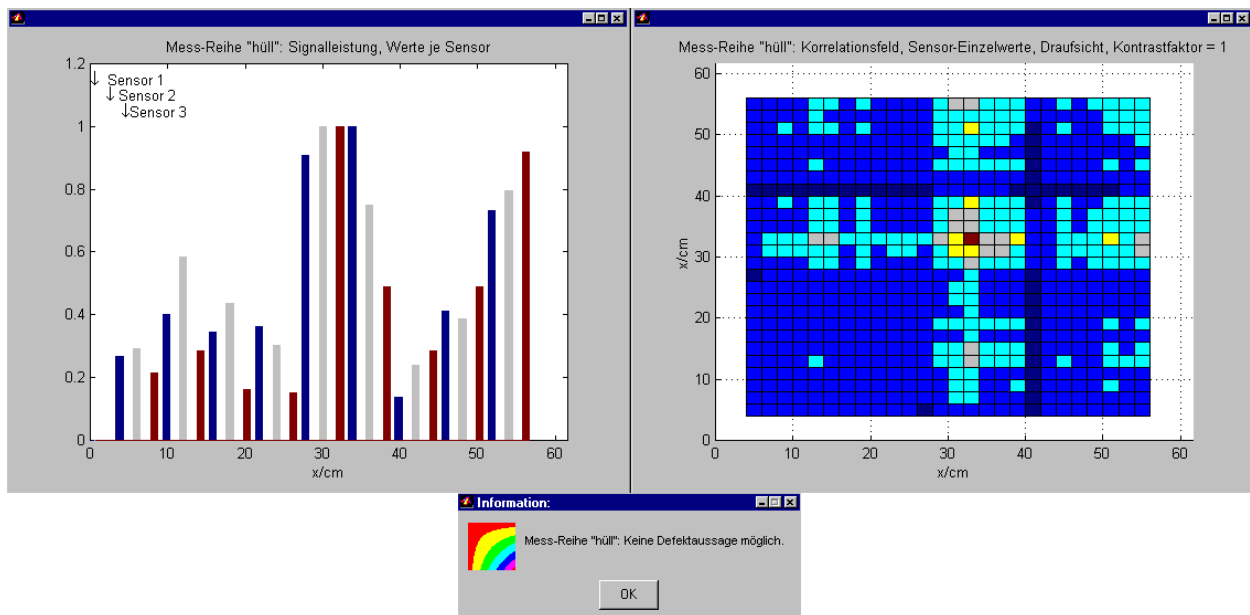 Mess-Reihe "hüll": Signalleistung, Werte je Sensor
1.2
1
0.8
0.6
0.4
0.2
0
↓ Sensor 1
↓ Sensor 2
↓Sensor 3
0 10 20 30 40 50 60
x/cm
Mess-Reihe "hüll": Korrelationsfeld, Sensor-Einzelwerte, Draufsicht, Kontrastfaktor = 1
60
50
40
30
20
10
0
x/cm
0 10 20 30 40 50 60
x/cm
Information:
Mess-Reihe "hüll": Keine Defektaussage möglich.
OK